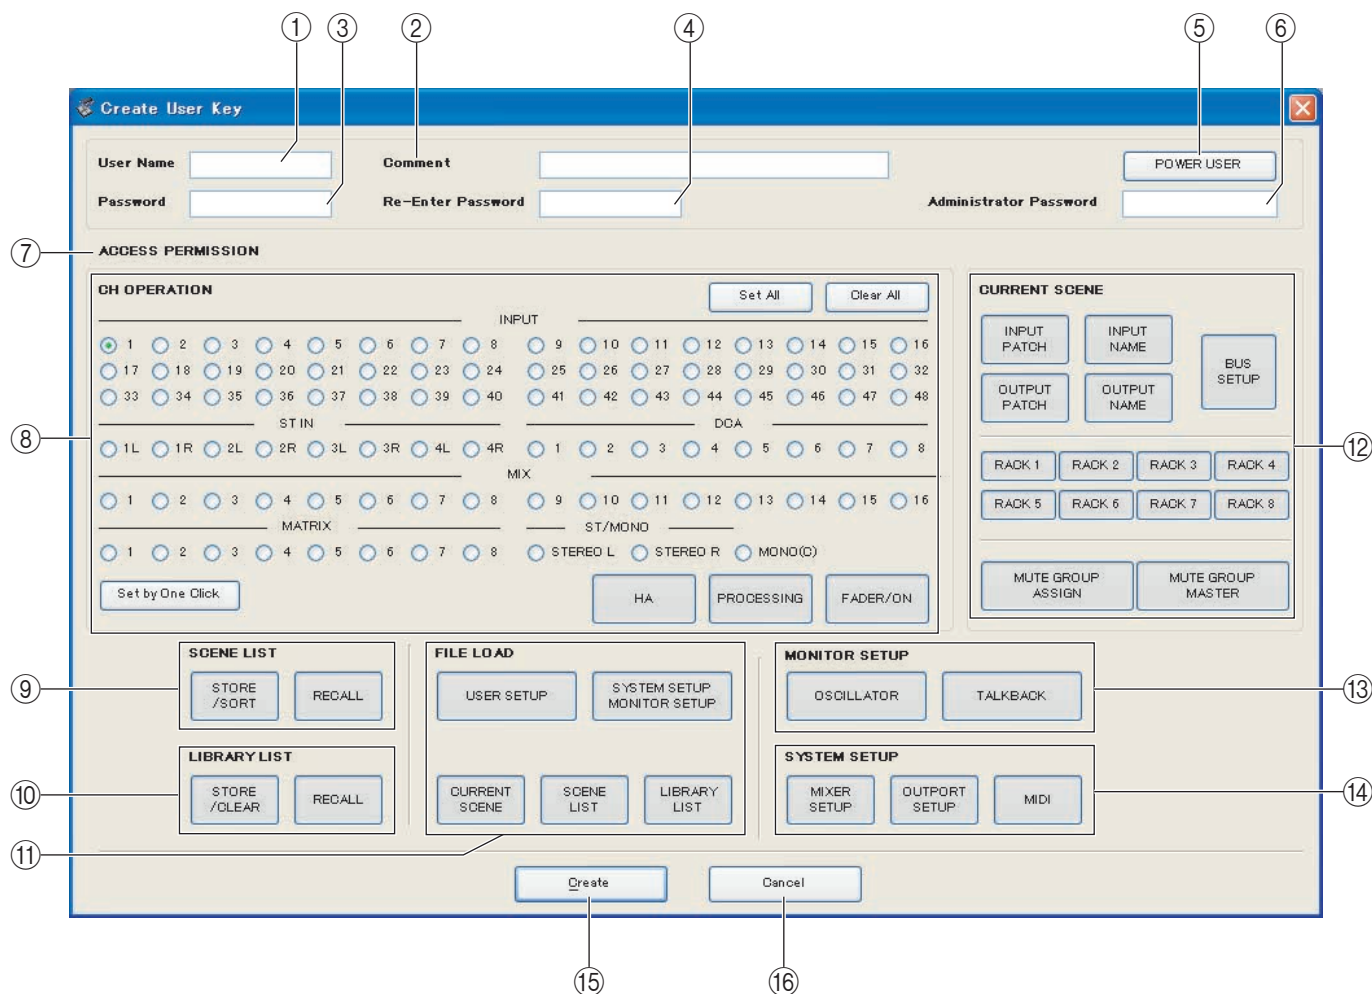 ① ③ ② ④ ⑤ ⑥
Create User Key
User Name Comment POWER USER
Password Re-Enter Password Administrator Password
⑦ ACCESS PERMISSION
CH OPERATION Set All Clear All CURRENT SCENE
INPUT
1 2 3 4 5 6 7 8 9 10 11 12 13 14 15 16
17 18 19 20 21 22 23 24 25 26 27 28 29 30 31 32
33 34 35 36 37 38 39 40 41 42 43 44 45 46 47 48
ST IN DCA
⑧ 1L 1R 2L 2R 3L 3R 4L 4R 1 2 3 4 5 6 7 8
MIX
1 2 3 4 5 6 7 8 9 10 11 12 13 14 15 16
MATRIX ST/MONO
1 2 3 4 5 6 7 8 STEREO L STEREO R MONO(C)
Set by One Click HA PROCESSING FADER/ON
INPUT PATCH INPUT NAME
BUS SETUP
OUTPUT PATCH OUTPUT NAME
⑫
RACK 1 RACK 2 RACK 3 RACK 4
RACK 5 RACK 6 RACK 7 RACK 8
MUTE GROUP ASSIGN MUTE GROUP MASTER
SCENE LIST
⑨ STORE /SORT RECALL
LIBRARY LIST
⑩ STORE /CLEAR RECALL
FILE LOAD
USER SETUP SYSTEM SETUP MONITOR SETUP
CURRENT SCENE SCENE LIST LIBRARY LIST
⑪
MONITOR SETUP
OSCILLATOR TALKBACK ⑬
SYSTEM SETUP
MIXER SETUP OUTPORT SETUP MIDI ⑭
Create Cancel
⑮ ⑯